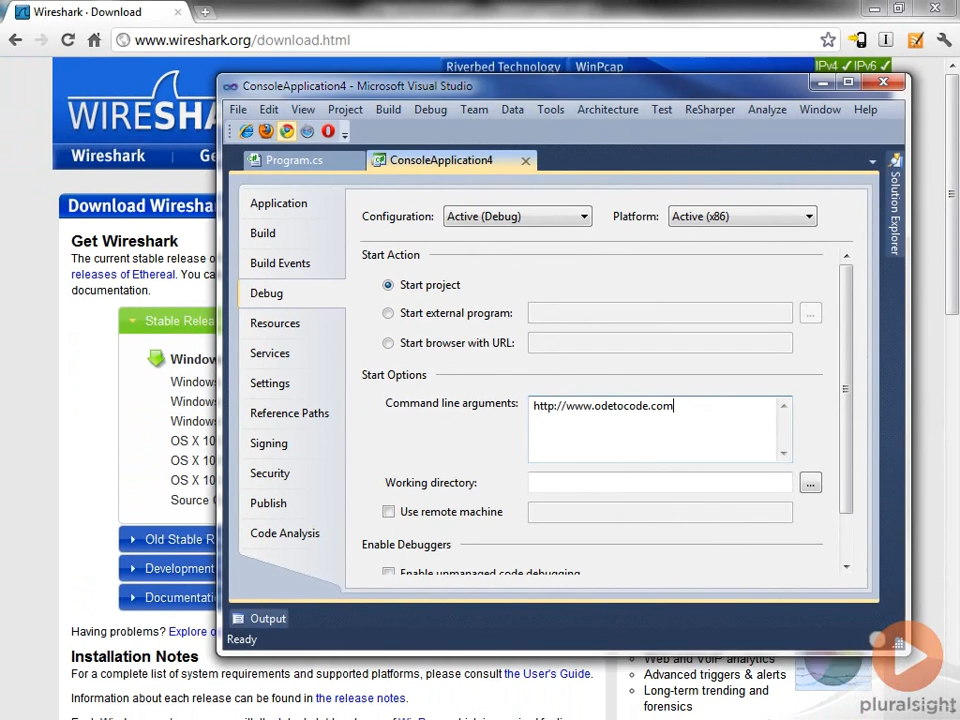 Wireshark · Download
www.wireshark.org/download.html
Riverbed Technology
WinPcap
IPv4 ✓ IPv6 ✓
WIRESHA
Wireshark
Ge
Download Wiresha
Get Wireshark
The current stable release o
releases of Ethereal. You ca
documentation.
Stable Relea
Window
Windows
Windows
Windows
OS X 10
OS X 10
OS X 10
Source C
Old Stable R
Development
Documentati
Having problems? Explore o
Installation Notes
For a complete list of system requirements and supported platforms, please consult the User's Guide.
Information about each release can be found in the release notes.
Web and VoIP analytics
Advanced triggers & alerts
Long-term trending and
forensics
ConsoleApplication4 - Microsoft Visual Studio
File Edit View Project Build Debug Team Data Tools Architecture Test ReSharper Analyze Window Help
Program.cs
ConsoleApplication4
Solution Explorer
Application
Build
Build Events
Debug
Resources
Services
Settings
Reference Paths
Signing
Security
Publish
Code Analysis
Configuration: Active (Debug)
Platform: Active (x86)
Start Action
Start project
Start external program:
...
Start browser with URL:
Start Options
Command line arguments: http://www.odetocode.com
Working directory:
...
Use remote machine
Enable Debuggers
Enable unmanaged code debugging
Output
Ready
pluralsight